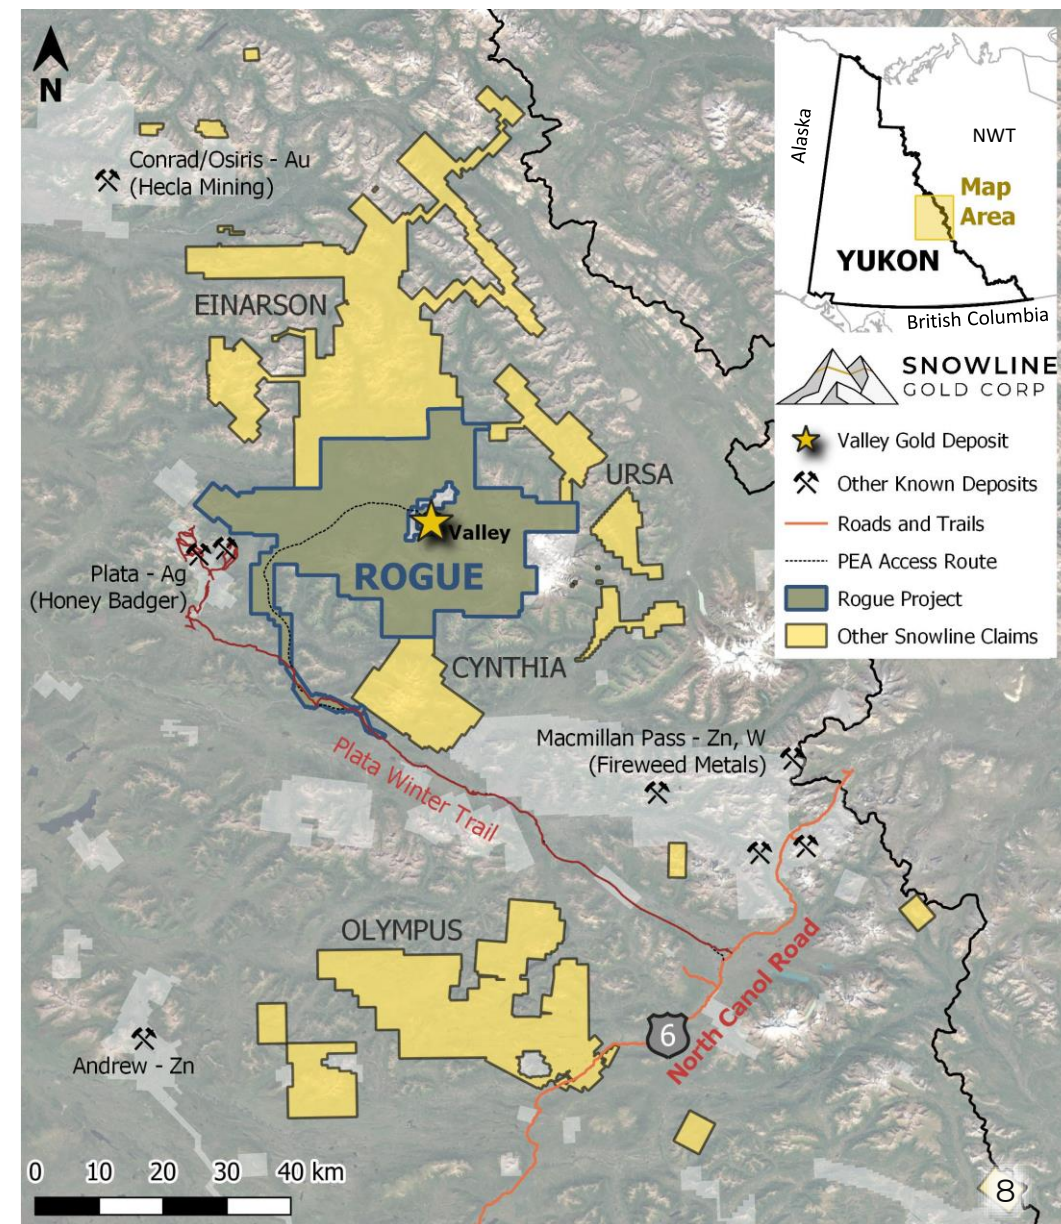 N
Conrad/Osiris - Au
(Hecla Mining)
EINARSON
URSA
Valley
ROGUE
Plata - Ag
(Honey Badger)
CYNTHIA
Macmillan Pass - Zn, W
(Fireweed Metals)
Plata Winter Trail
OLYMPUS
North Canol Road
6
Andrew - Zn
0 10 20 30 40 km
Alaska
NWT
Map
Area
YUKON
British Columbia
SNOWLINE
GOLD CORP
Valley Gold Deposit
Other Known Deposits
Roads and Trails
PEA Access Route
Rogue Project
Other Snowline Claims
8